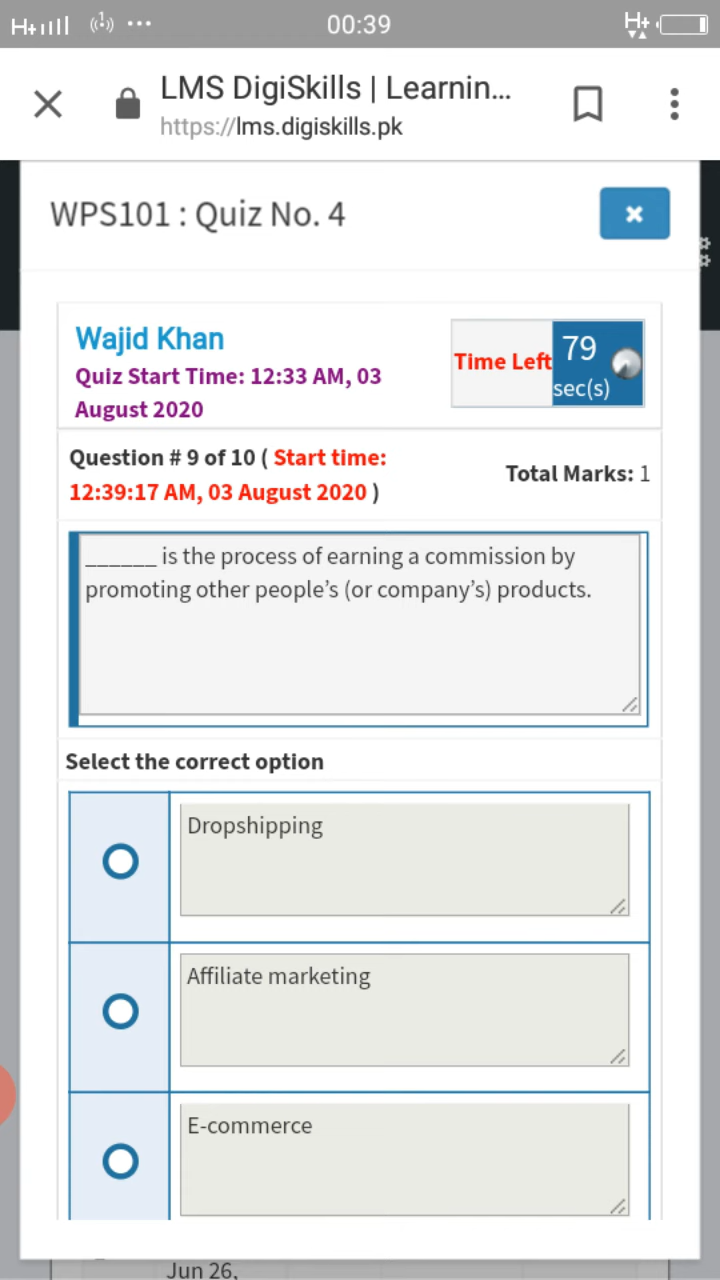 00:39
H+
LMS DigiSkills | Learnin...
https://lms.digiskills.pk
WPS101 : Quiz No. 4
Wajid Khan
Quiz Start Time: 12:33 AM, 03
August 2020
Time Left
79
sec(s)
Question # 9 of 10 ( Start time:
12:39:17 AM, 03 August 2020 )
Total Marks: 1
______ is the process of earning a commission by
promoting other people’s (or company’s) products.
Select the correct option
Dropshipping
Affiliate marketing
E-commerce
Jun 26,